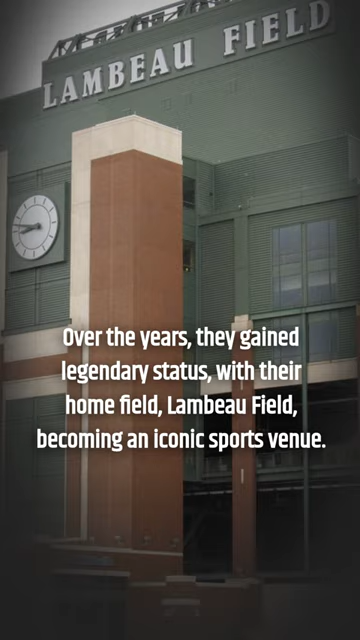 LAMBEAU FIELD
Over the years, they gained
legendary status, with their
home field, Lambeau Field,
becoming an iconic sports venue.